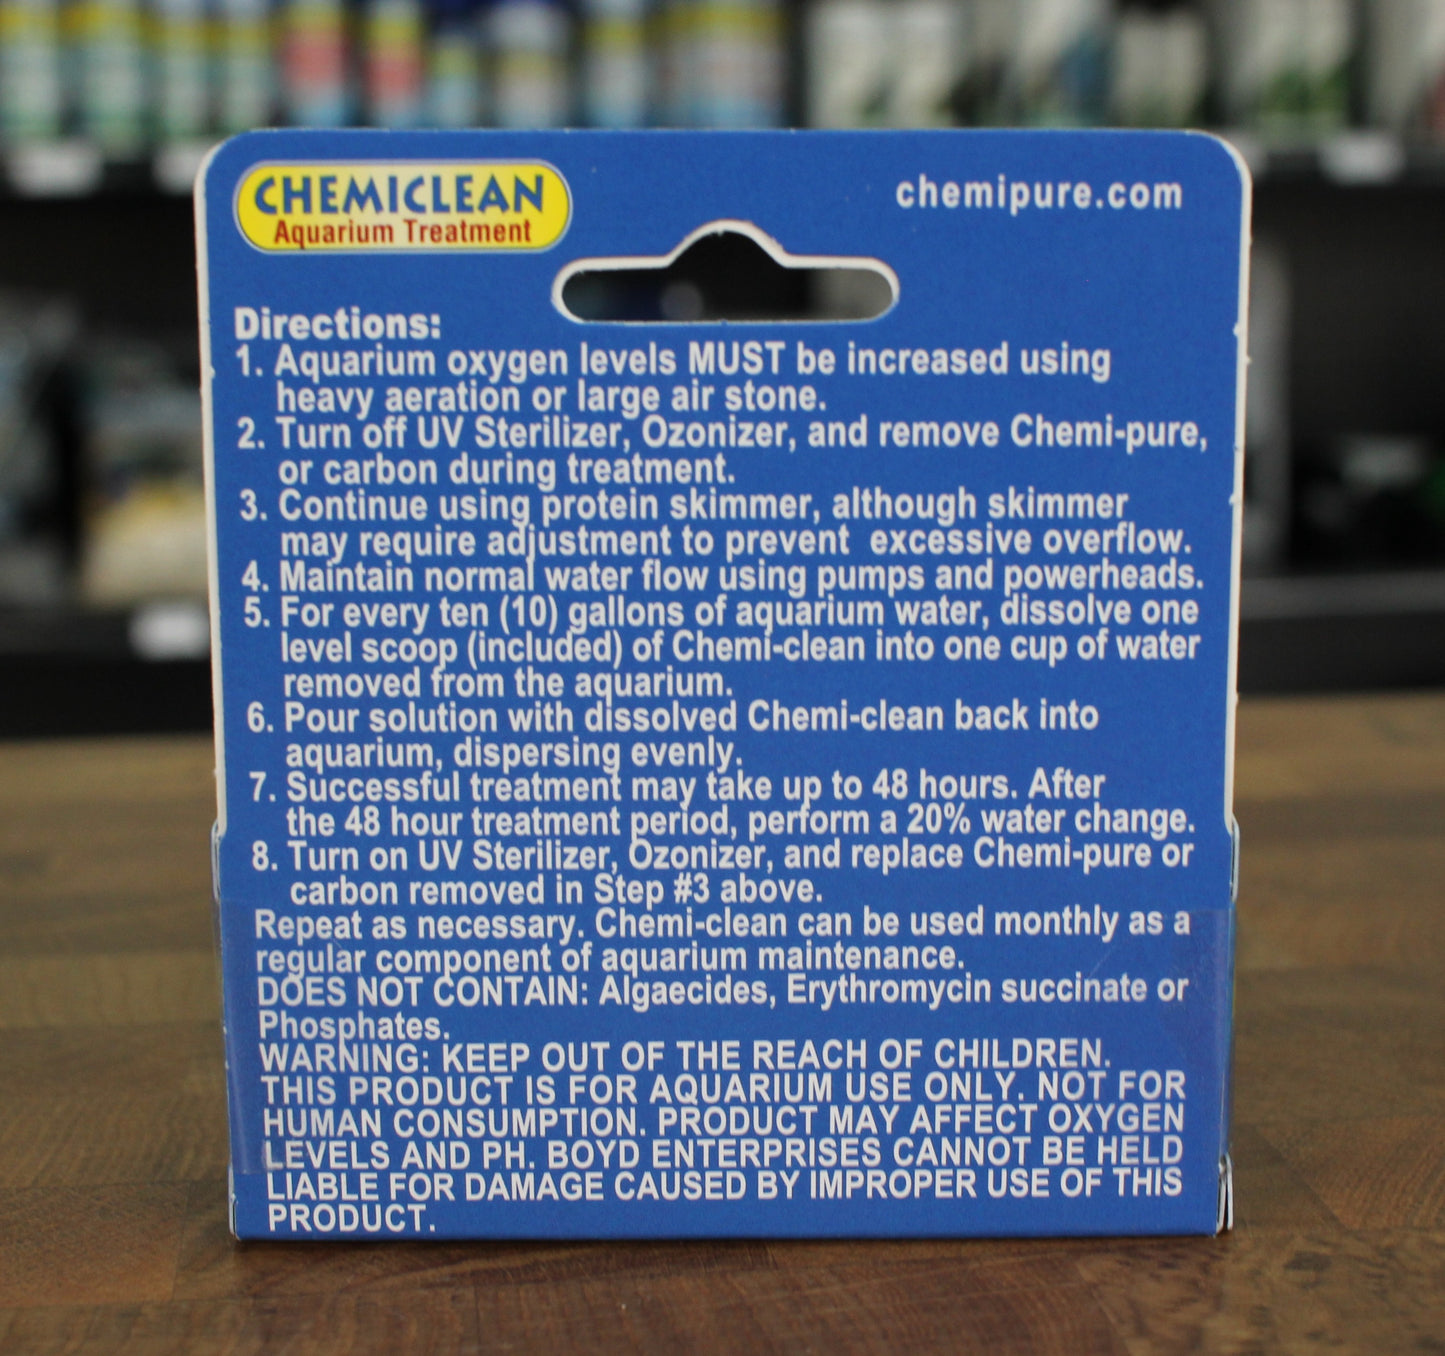 CHEMICLEAN
Aquarium Treatment
chemipure.com
Directions:
1. Aquarium oxygen levels MUST be increased using
heavy aeration or large air stone.
2. Turn off UV Sterilizer, Ozonizer, and remove Chemi-pure,
or carbon during treatment.
3. Continue using protein skimmer, although skimmer
may require adjustment to prevent excessive overflow.
4. Maintain normal water flow using pumps and powerheads.
5. For every ten (10) gallons of aquarium water, dissolve one
level scoop (included) of Chemi-clean into one cup of water
removed from the aquarium.
6. Pour solution with dissolved Chemi-clean back into
aquarium, dispersing evenly.
7. Successful treatment may take up to 48 hours. After
the 48 hour treatment period, perform a 20% water change.
8. Turn on UV Sterilizer, Ozonizer, and replace Chemi-pure or
carbon removed in Step #3 above.
Repeat as necessary. Chemi-clean can be used monthly as a
regular component of aquarium maintenance.
DOES NOT CONTAIN: Algaecides, Erythromycin succinate or
Phosphates.
WARNING: KEEP OUT OF THE REACH OF CHILDREN.
THIS PRODUCT IS FOR AQUARIUM USE ONLY. NOT FOR
HUMAN CONSUMPTION. PRODUCT MAY AFFECT OXYGEN
LEVELS AND PH. BOYD ENTERPRISES CANNOT BE HELD
LIABLE FOR DAMAGE CAUSED BY IMPROPER USE OF THIS
PRODUCT.